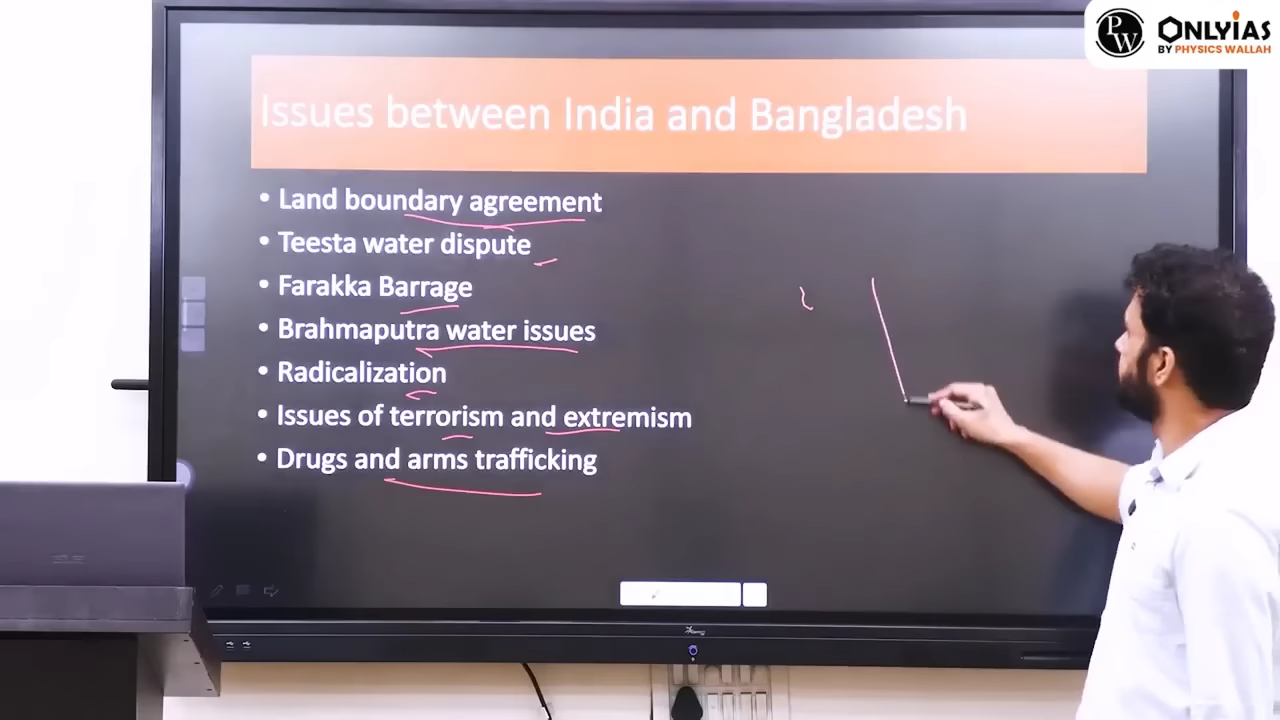 PW
ONLYIAS
BY PHYSICS WALLAH
Issues between India and Bangladesh
• Land boundary agreement
• Teesta water dispute
• Farakka Barrage
• Brahmaputra water issues
• Radicalization
• Issues of terrorism and extremism
• Drugs and arms trafficking